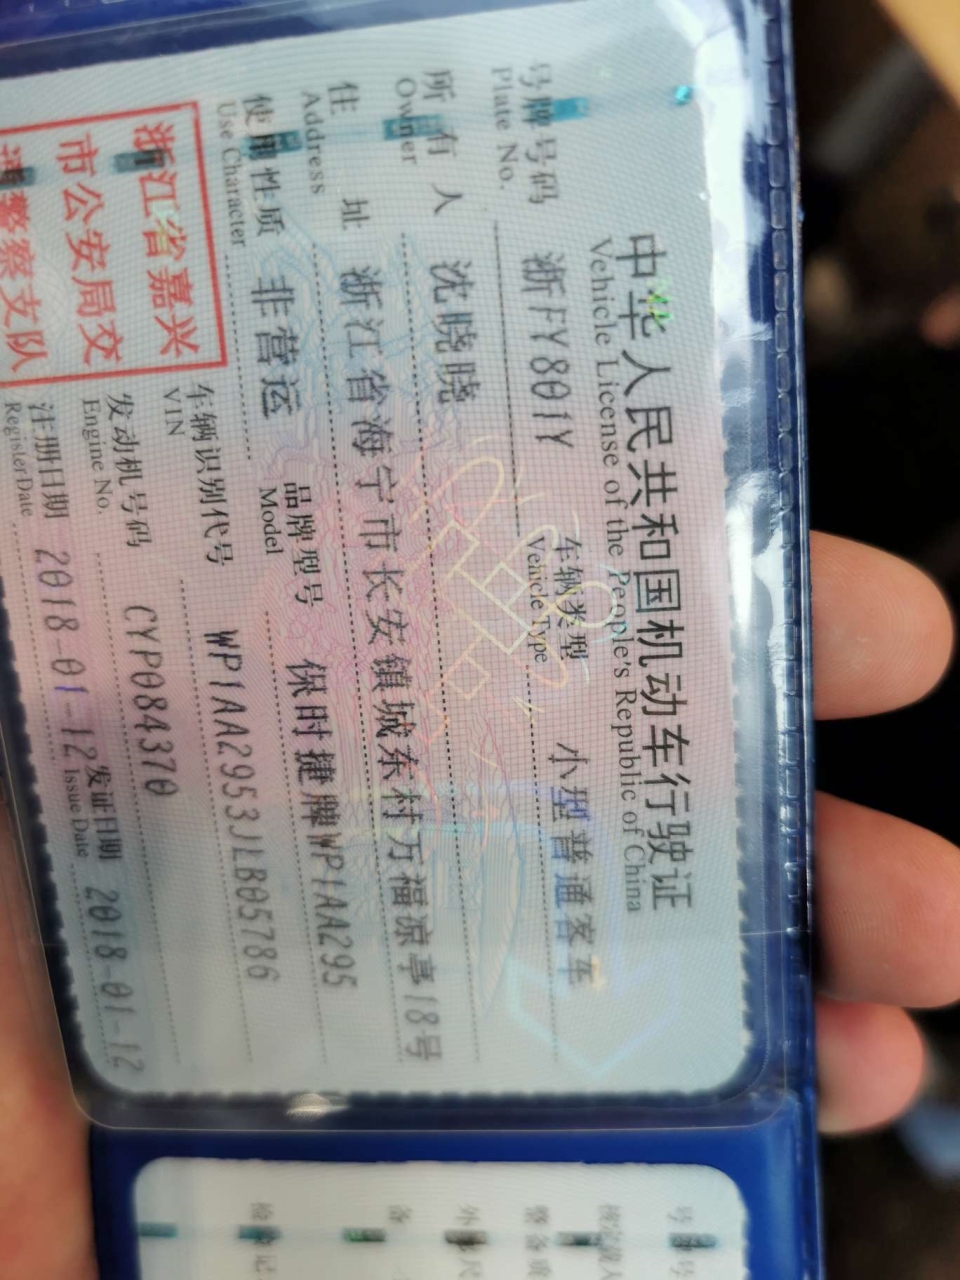 中华人民共和国机动车行驶证
Vehicle License of the People's Republic of China
号牌号码 浙FY801Y 车辆类型 小型普通客车
Plate No. Vehicle Type
所有人 沈晓晓
Owner
住址 浙江省海宁市长安镇城东村万福凉亭18号
Address
使用性质 非营运 品牌型号 保时捷牌WP1AA295
Use Character Model
浙江省嘉兴
市公安局交
警察支队
车辆识别代号 WP1AA2953JLB05786
VIN
发动机号码 CYP084370
Engine No.
注册日期 2018-01-12 发证日期 2018-01-12
Register Date Issue Date